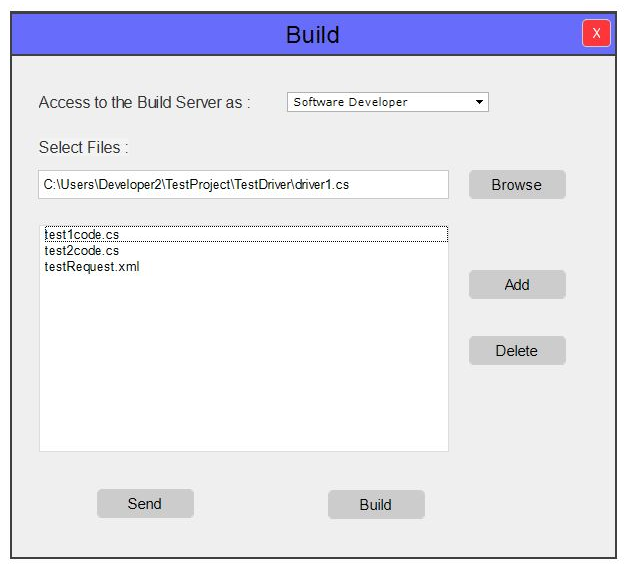 Build
X
Access to the Build Server as :
Software Developer
Select Files :
C:\Users\Developer2\TestProject\TestDriver\driver1.cs
Browse
test1code.cs
test2code.cs
testRequest.xml
Add
Delete
Send
Build